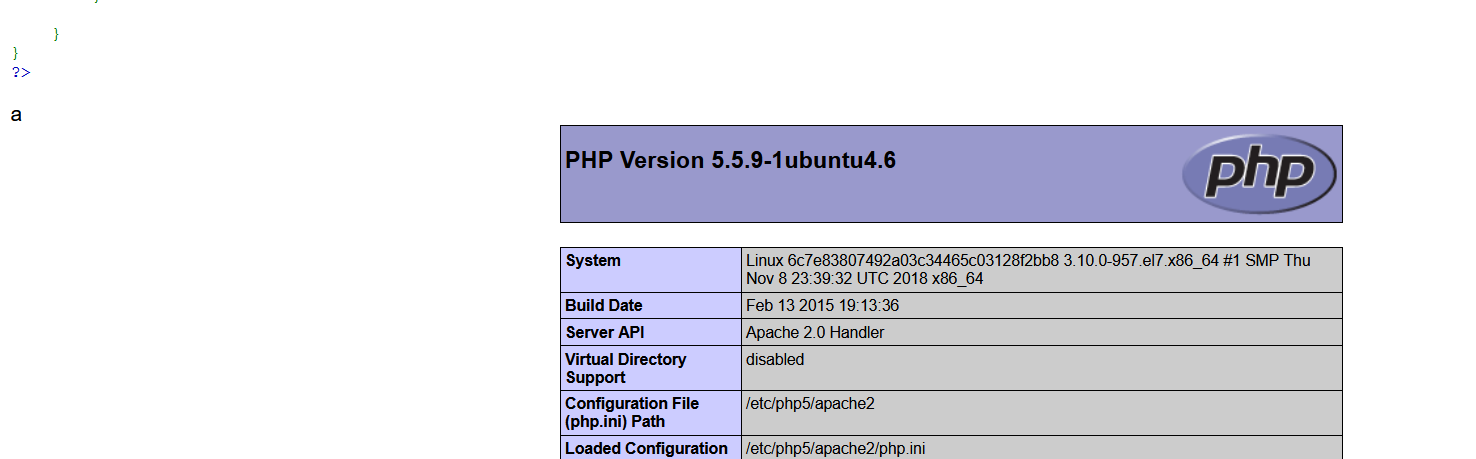 }
}
}
?>
a
PHP Version 5.5.9-1ubuntu4.6
php
System
Linux 6c7e83807492a03c34465c03128f2bb8 3.10.0-957.el7.x86_64 #1 SMP Thu
Nov 8 23:39:32 UTC 2018 x86_64
Build Date
Feb 13 2015 19:13:36
Server API
Apache 2.0 Handler
Virtual Directory
Support
disabled
Configuration File
(php.ini) Path
/etc/php5/apache2
Loaded Configuration
/etc/php5/apache2/php.ini